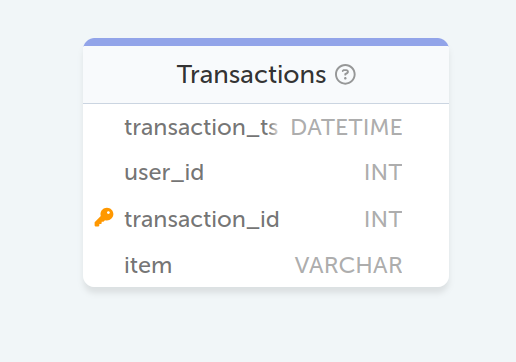 Transactions ?
transaction_ts DATETIME
user_id INT
transaction_id INT
item VARCHAR